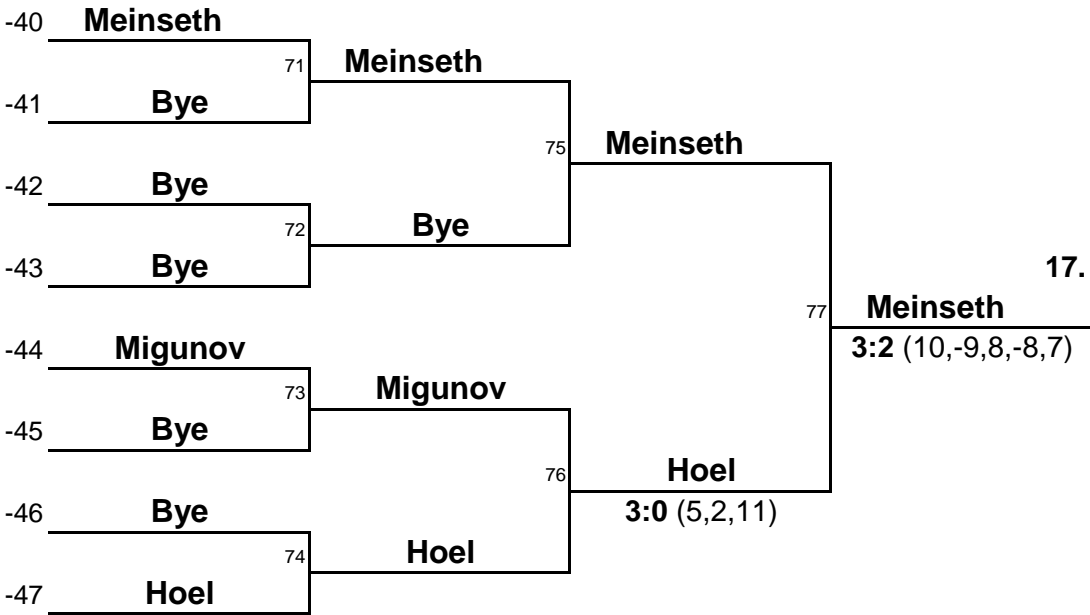 -40 Meinseth
71 Meinseth
-41 Bye
75 Meinseth
-42 Bye
72 Bye
-43 Bye
17.
77 Meinseth
3:2 (10,-9,8,-8,7)
-44 Migunov
73 Migunov
-45 Bye
76 Hoel
3:0 (5,2,11)
-46 Bye
74 Hoel
-47 Hoel